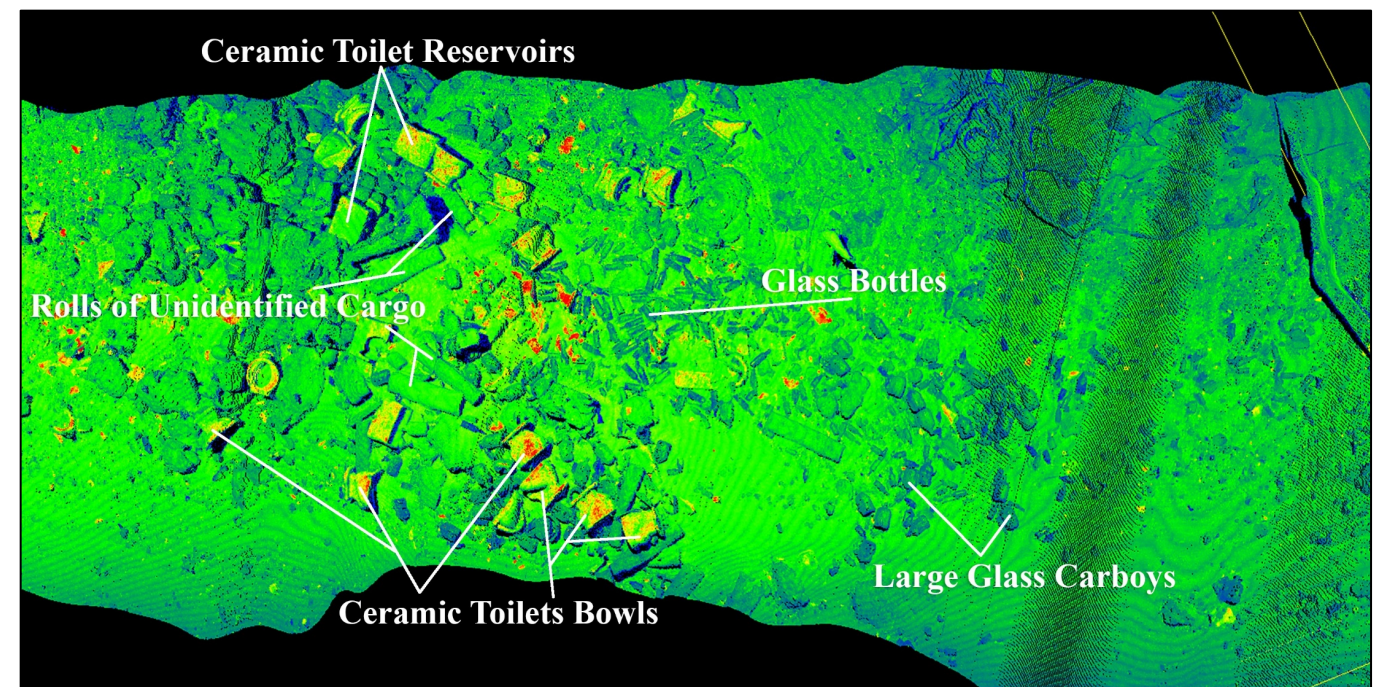 Ceramic Toilet Reservoirs
Glass Bottles
Rolls of Unidentified Cargo
Large Glass Carboys
Ceramic Toilets Bowls